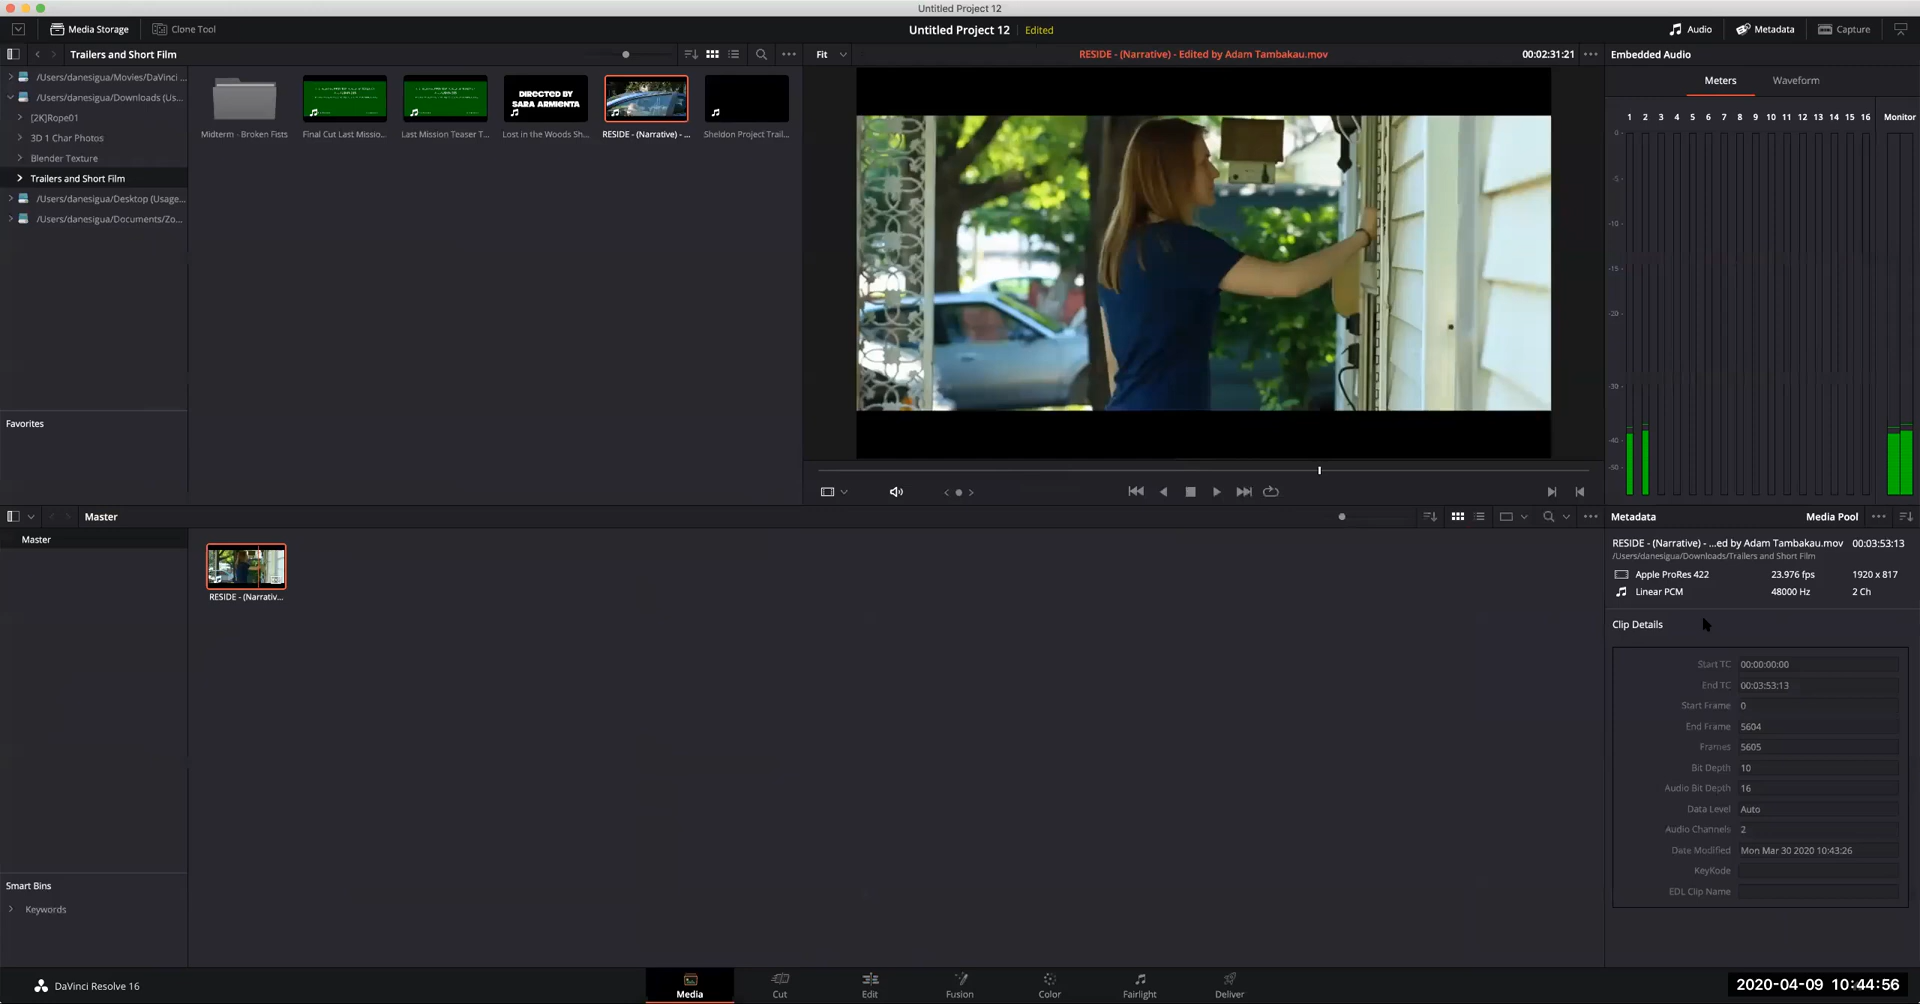 Untitled Project 12
Media Storage
Clone Tool
Untitled Project 12
Edited
Audio
Metadata
Capture
Trailers and Short Film
Fit
RESIDE - (Narrative) - Edited by Adam Tambakau.mov
00:02:31:21
Embedded Audio
Meters
Waveform
/Users/danesigua/Movies/DaVinci ...
/Users/danesigua/Downloads (Us...
[2K]Rope01
3D 1 Char Photos
Blender Texture
Trailers and Short Film
/Users/danesigua/Desktop (Usage...
/Users/danesigua/Documents/Zo...
DIRECTED BY
SARA ARMIENTA
Midterm - Broken Fists
Final Cut Last Missio...
Last Mission Teaser T...
Lost in the Woods Sh...
RESIDE - (Narrative) - ...
Sheldon Project Trail...
1 2 3 4 5 6 7 8 9 10 11 12 13 14 15 16 Monitor
0
-5
-10
-15
-20
-30
-40
-50
Favorites
Master
Master
RESIDE - (Narrativ...
Smart Bins
Keywords
Metadata
Media Pool
RESIDE - (Narrative) - ...ed by Adam Tambakau.mov 00:03:53:13
/Users/danesigua/Downloads/Trailers and Short Film
Apple ProRes 422 23.976 fps 1920 x 817
Linear PCM 48000 Hz 2 Ch
Clip Details
Start TC 00:00:00:00
End TC 00:03:53:13
Start Frame 0
End Frame 5604
Frames 5605
Bit Depth 10
Audio Bit Depth 16
Data Level Auto
Audio Channels 2
Date Modified Mon Mar 30 2020 10:43:26
KeyKode
EDL Clip Name
DaVinci Resolve 16
Media
Cut
Edit
Fusion
Color
Fairlight
Deliver
2020-04-09 10:44:56